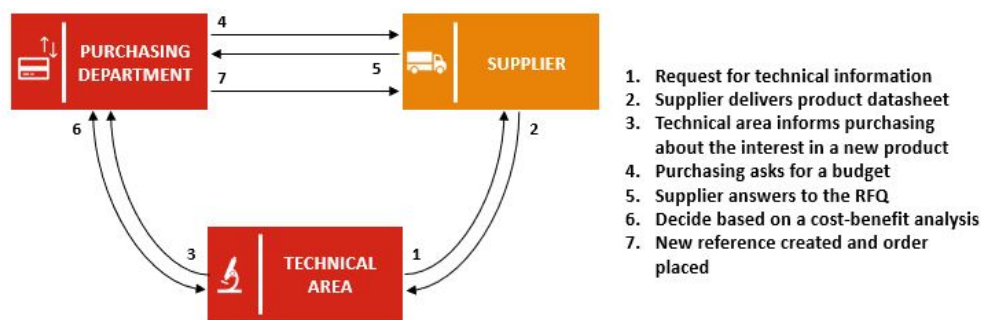 4
PURCHASING
DEPARTMENT
SUPPLIER
5
7
6
2
3
TECHNICAL
AREA
1
1. Request for technical information
2. Supplier delivers product datasheet
3. Technical area informs purchasing
about the interest in a new product
4. Purchasing asks for a budget
5. Supplier answers to the RFQ
6. Decide based on a cost-benefit analysis
7. New reference created and order
placed